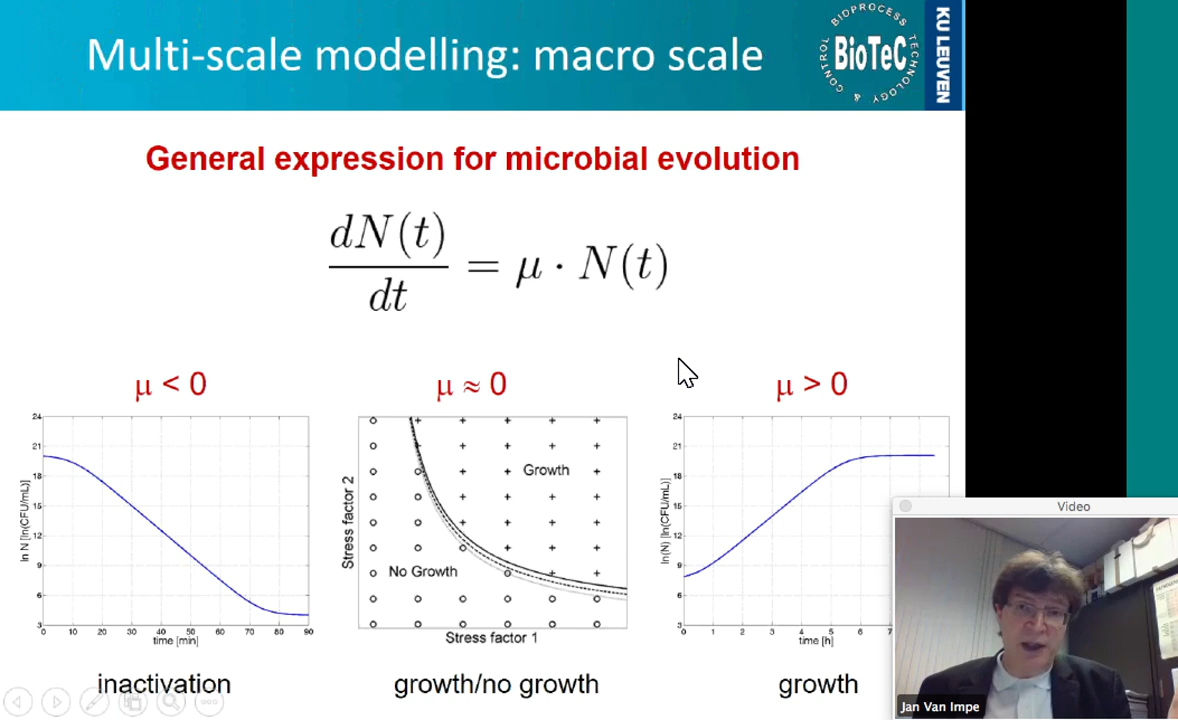 Multi-scale modelling: macro scale
BIOPROCESS TECHNOLOGY & CONTROL
BioTeC
KU LEUVEN
General expression for microbial evolution
dN(t)
dt
= μ · N(t)
μ < 0
μ ≈ 0
μ > 0
24
21
18
15
12
9
6
3
ln N [ln(CFU/mL)]
0 10 20 30 40 50 60 70 80 90
time [min]
inactivation
Stress factor 2
Growth
No Growth
Stress factor 1
growth/no growth
24
21
18
15
12
9
6
3
ln(N) [ln(CFU/mL)]
0 1 2 3 4 5 6 7
time [h]
growth
Video
Jan Van Impe